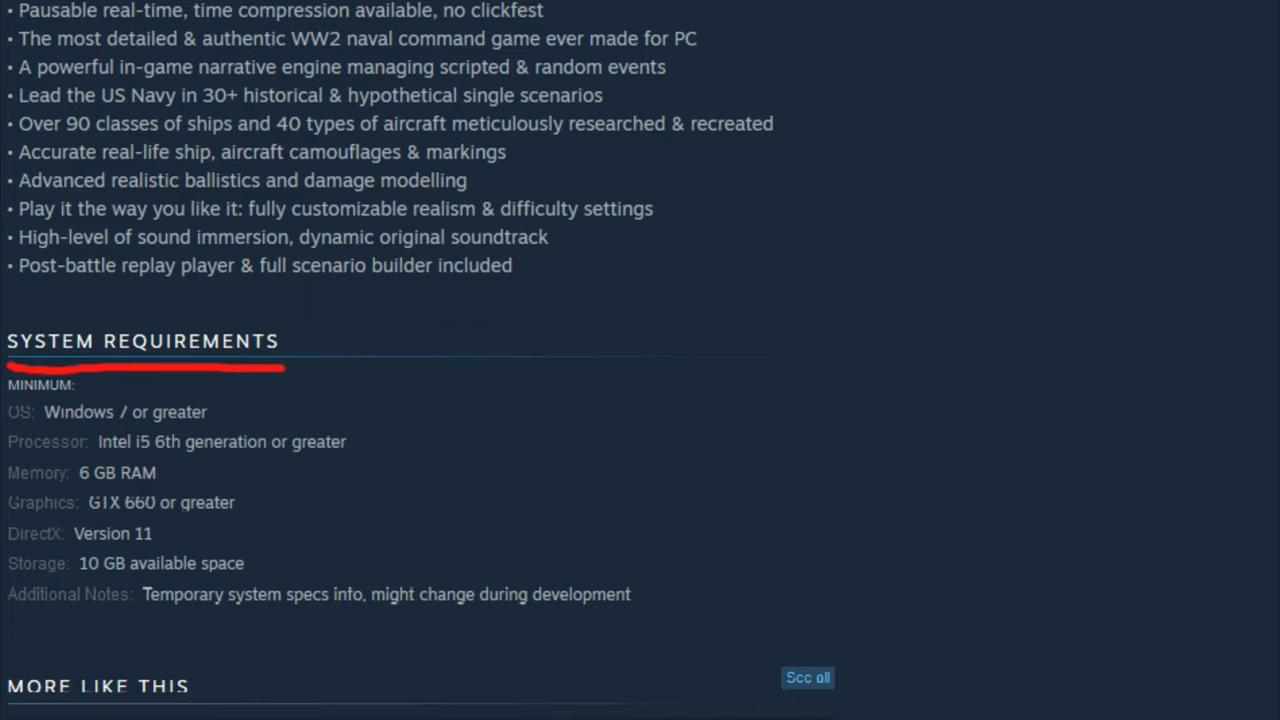 • Pausable real-time, time compression available, no clickfest
• The most detailed & authentic WW2 naval command game ever made for PC
• A powerful in-game narrative engine managing scripted & random events
• Lead the US Navy in 30+ historical & hypothetical single scenarios
• Over 90 classes of ships and 40 types of aircraft meticulously researched & recreated
• Accurate real-life ship, aircraft camouflages & markings
• Advanced realistic ballistics and damage modelling
• Play it the way you like it: fully customizable realism & difficulty settings
• High-level of sound immersion, dynamic original soundtrack
• Post-battle replay player & full scenario builder included
SYSTEM REQUIREMENTS
MINIMUM:
OS: Windows 7 or greater
Processor: Intel i5 6th generation or greater
Memory: 6 GB RAM
Graphics: GTX 660 or greater
DirectX: Version 11
Storage: 10 GB available space
Additional Notes: Temporary system specs info, might change during development
MORE LIKE THIS
See all